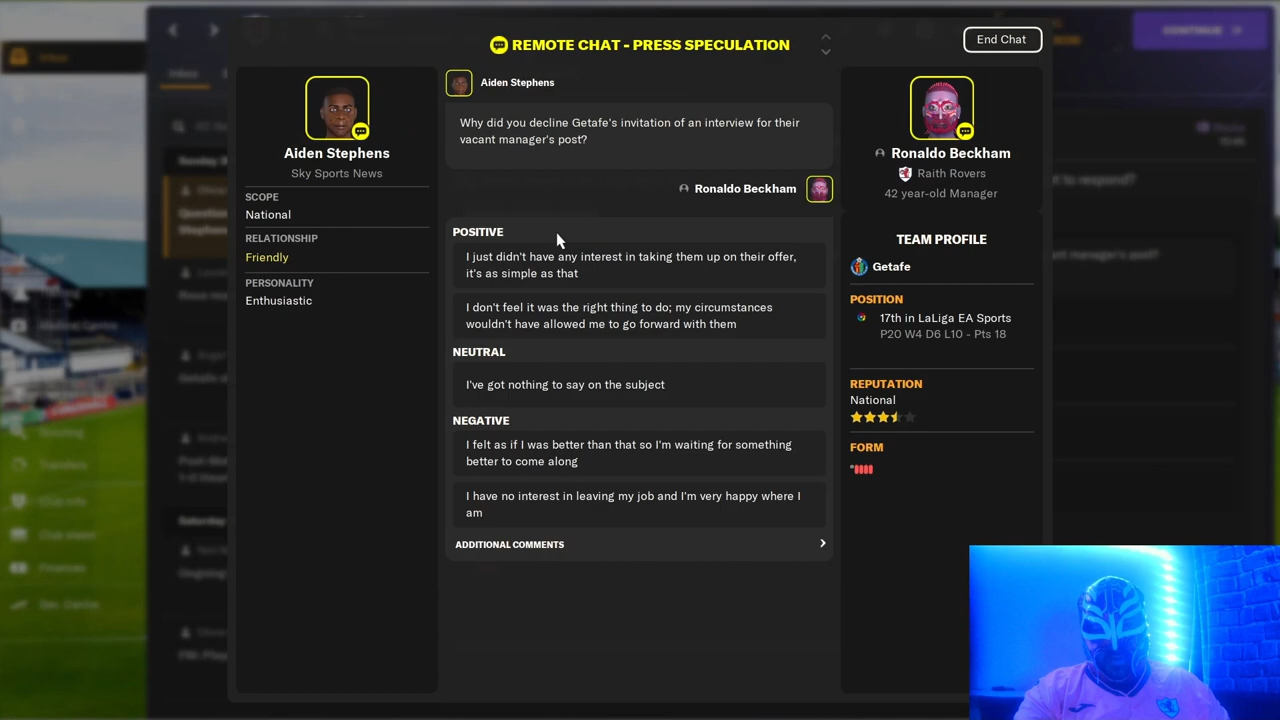 REMOTE CHAT - PRESS SPECULATION
End Chat
CONTINUE
Aiden Stephens
Sky Sports News
SCOPE
National
RELATIONSHIP
Friendly
PERSONALITY
Enthusiastic
Aiden Stephens
Why did you decline Getafe's invitation of an interview for their
vacant manager's post?
Ronaldo Beckham
POSITIVE
I just didn't have any interest in taking them up on their offer,
it's as simple as that
I don't feel it was the right thing to do; my circumstances
wouldn't have allowed me to go forward with them
NEUTRAL
I've got nothing to say on the subject
NEGATIVE
I felt as if I was better than that so I'm waiting for something
better to come along
I have no interest in leaving my job and I'm very happy where I
am
ADDITIONAL COMMENTS
Ronaldo Beckham
Raith Rovers
42 year-old Manager
TEAM PROFILE
Getafe
POSITION
17th in LaLiga EA Sports
P20 W4 D6 L10 - Pts 18
REPUTATION
National
FORM